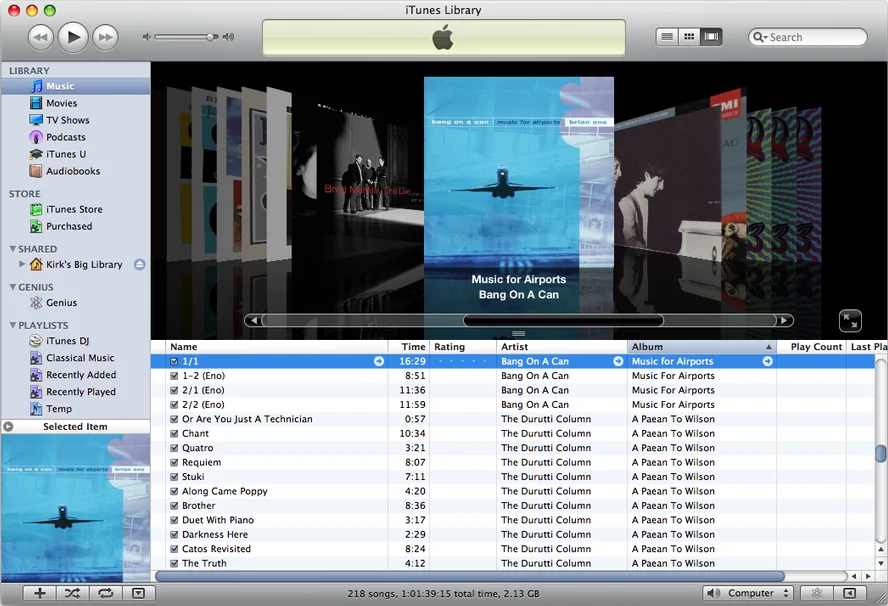 iTunes Library
Search
LIBRARY
Music
Movies
TV Shows
Podcasts
iTunes U
Audiobooks
STORE
iTunes Store
Purchased
SHARED
Kirk's Big Library
GENIUS
Genius
PLAYLISTS
iTunes DJ
Classical Music
Recently Added
Recently Played
Temp
Selected Item
bang on a can music for airports brian eno
bang on a can music for airports brian eno
Music for Airports
Bang On A Can
Name Time Rating Artist Album Play Count Last Pla
1/1 16:29 Bang On A Can Music for Airports
1-2 (Eno) 8:51 Bang On A Can Music For Airports
2/1 (Eno) 11:36 Bang On A Can Music For Airports
2/2 (Eno) 11:59 Bang On A Can Music For Airports
Or Are You Just A Technician 0:57 The Durutti Column A Paean To Wilson
Chant 10:34 The Durutti Column A Paean To Wilson
Quatro 3:21 The Durutti Column A Paean To Wilson
Requiem 8:07 The Durutti Column A Paean To Wilson
Stuki 7:11 The Durutti Column A Paean To Wilson
Along Came Poppy 4:20 The Durutti Column A Paean To Wilson
Brother 8:36 The Durutti Column A Paean To Wilson
Duet With Piano 3:17 The Durutti Column A Paean To Wilson
Darkness Here 2:29 The Durutti Column A Paean To Wilson
Catos Revisited 8:24 The Durutti Column A Paean To Wilson
The Truth 4:12 The Durutti Column A Paean To Wilson
218 songs, 1:01:39:15 total time, 2.13 GB
Computer